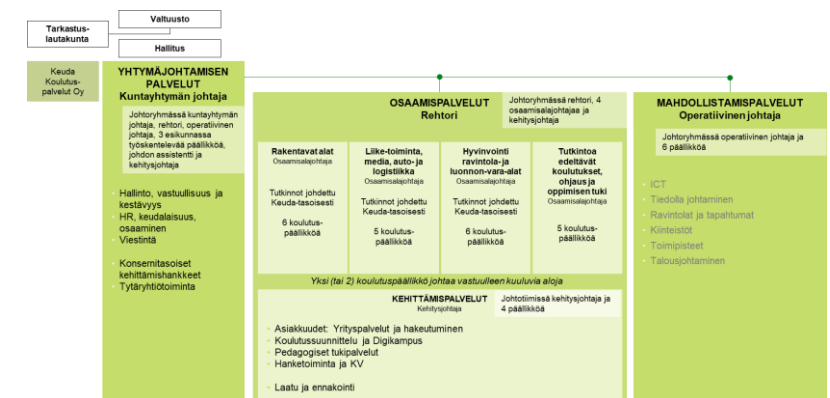 Valtuusto
Tarkastus-
lautakunta
Hallitus
Keuda
Koulutus-
palvelut Oy
YHTYMÄJOHTAMISEN
PALVELUT
Kuntayhtymän johtaja
Johtoryhmässä kuntayhtymän
johtaja, rehtori, operatiivinen
johtaja, 3 esikunnassa
työskentelevää päällikköä,
johdon assistentti ja
kehitysjohtaja
Hallinto, vastuullisuus ja
kestävyys
HR, keudalaisuus,
osaaminen
Viestintä
Konsernitasoiset
kehittämishankkeet
Tytäryhtiötoiminta
OSAAMISPALVELUT
Rehtori
Johtoryhmässä rehtori, 4
osaamisalajohtajaa ja
kehitysjohtaja
Rakentavat alat
Osaamisalajohtaja
Tutkinnot johdettu
Keuda-tasoisesti
6 koulutus-
päällikköä
Liike-toiminta,
media, auto- ja
logistiikka
Osaamisalajohtaja
Tutkinnot johdettu
Keuda-tasoisesti
5 koulutus-
päällikköä
Hyvinvointi
ravintola-ja
luonnon-vara-alat
Osaamisalajohtaja
Tutkinnot johdettu
Keuda-tasoisesti
6 koulutus-
päällikköä
Tutkintoa
edeltävät
koulutukset,
ohjaus ja
oppimisen tuki
Osaamisalajohtaja
5 koulutus-
päällikköä
Yksi (tai 2) koulutuspäällikkö johtaa vastuulleen kuuluvia aloja
KEHITTÄMISPALVELUT
Kehitysjohtaja
Johtotiimissä kehitysjohtaja ja
4 päällikköä
Asiakkuudet: Yrityspalvelut ja hakeutuminen
Koulutussuunnittelu ja Digikampus
Pedagogiset tukipalvelut
Hanketoiminta ja KV
Laatu ja ennakointi
MAHDOLLISTAMISPALVELUT
Operatiivinen johtaja
Johtoryhmässä operatiivinen johtaja ja
6 päällikköä
ICT
Tiedolla johtaminen
Ravintolat ja tapahtumat
Kiinteistöt
Toimipisteet
Talousjohtaminen